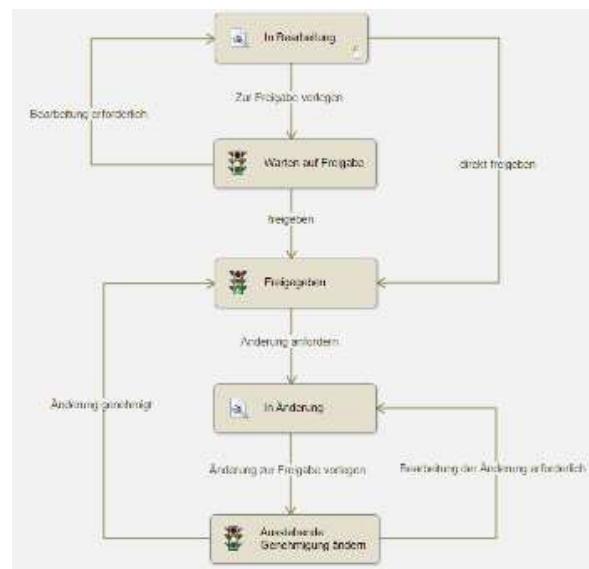 In Bearbeitung
Zur Freigabe vorlegen
Bearbeitung erforderlich
Warten auf Freigabe
direkt freigeben
freigeben
Freigegeben
Änderung anfordern
Änderung genehmigt
In Änderung
Änderung zur Freigabe vorlegen
Bearbeitung der Änderung erforderlich
Ausstehende
Genehmigung ändern